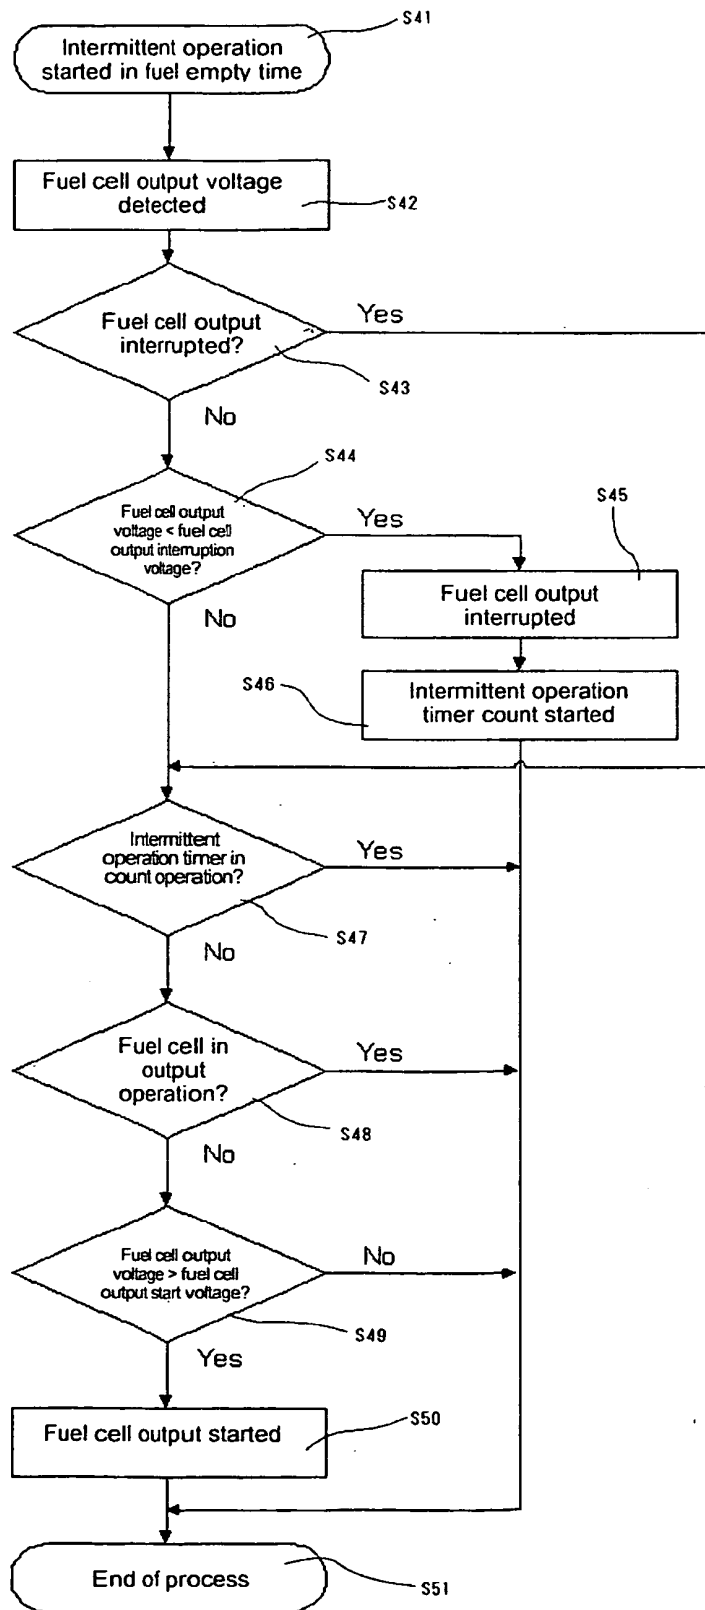 S41
Intermittent operation
started in fuel empty time
Fuel cell output voltage
detected
S42
Fuel cell output
interrupted?
Yes
S43
No
S44
Fuel cell output
voltage < fuel cell
output interruption
voltage?
Yes
No
S45
Fuel cell output
interrupted
S46
Intermittent operation
timer count started
Intermittent
operation timer in
count operation?
Yes
S47
No
Fuel cell in
output
operation?
Yes
S48
No
Fuel cell output
voltage > fuel cell
output start voltage?
No
S49
Yes
Fuel cell output started
S50
End of process
S51